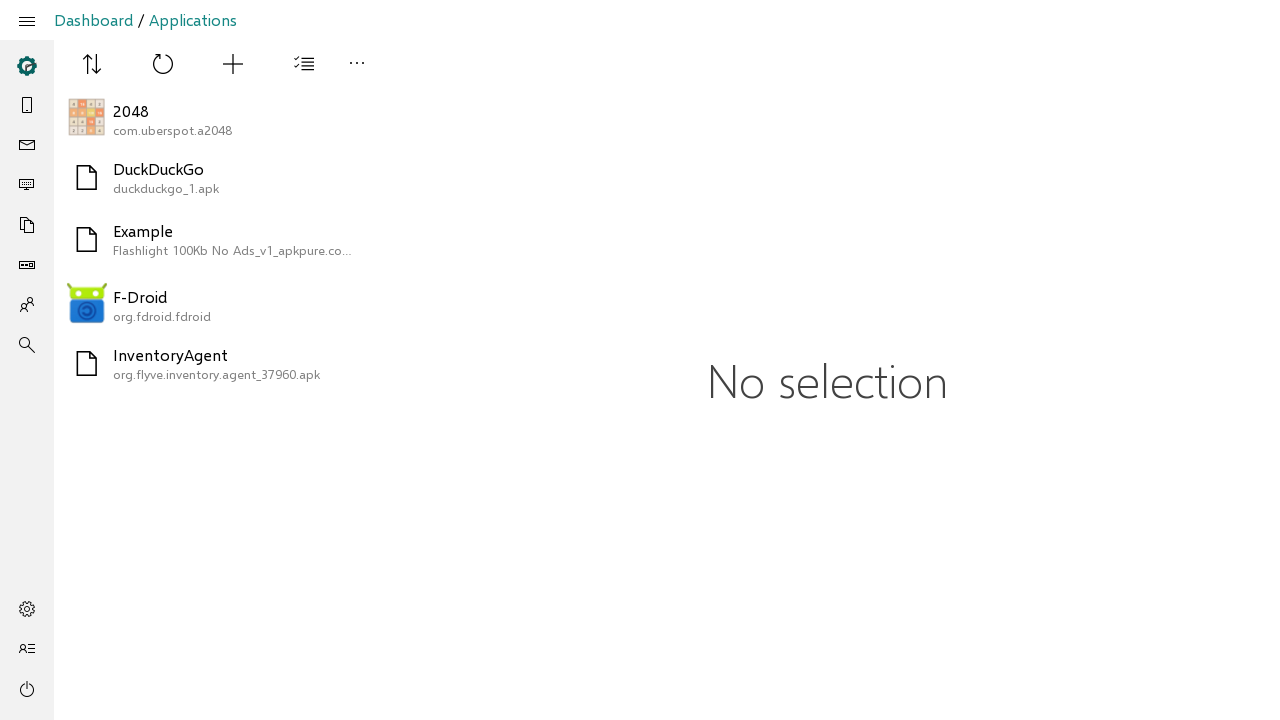 Dashboard / Applications
2048
com.uberspot.a2048
DuckDuckGo
duckduckgo_1.apk
Example
Flashlight 100Kb No Ads_v1_apkpure.co...
F-Droid
org.fdroid.fdroid
InventoryAgent
org.flyve.inventory.agent_37960.apk
No selection